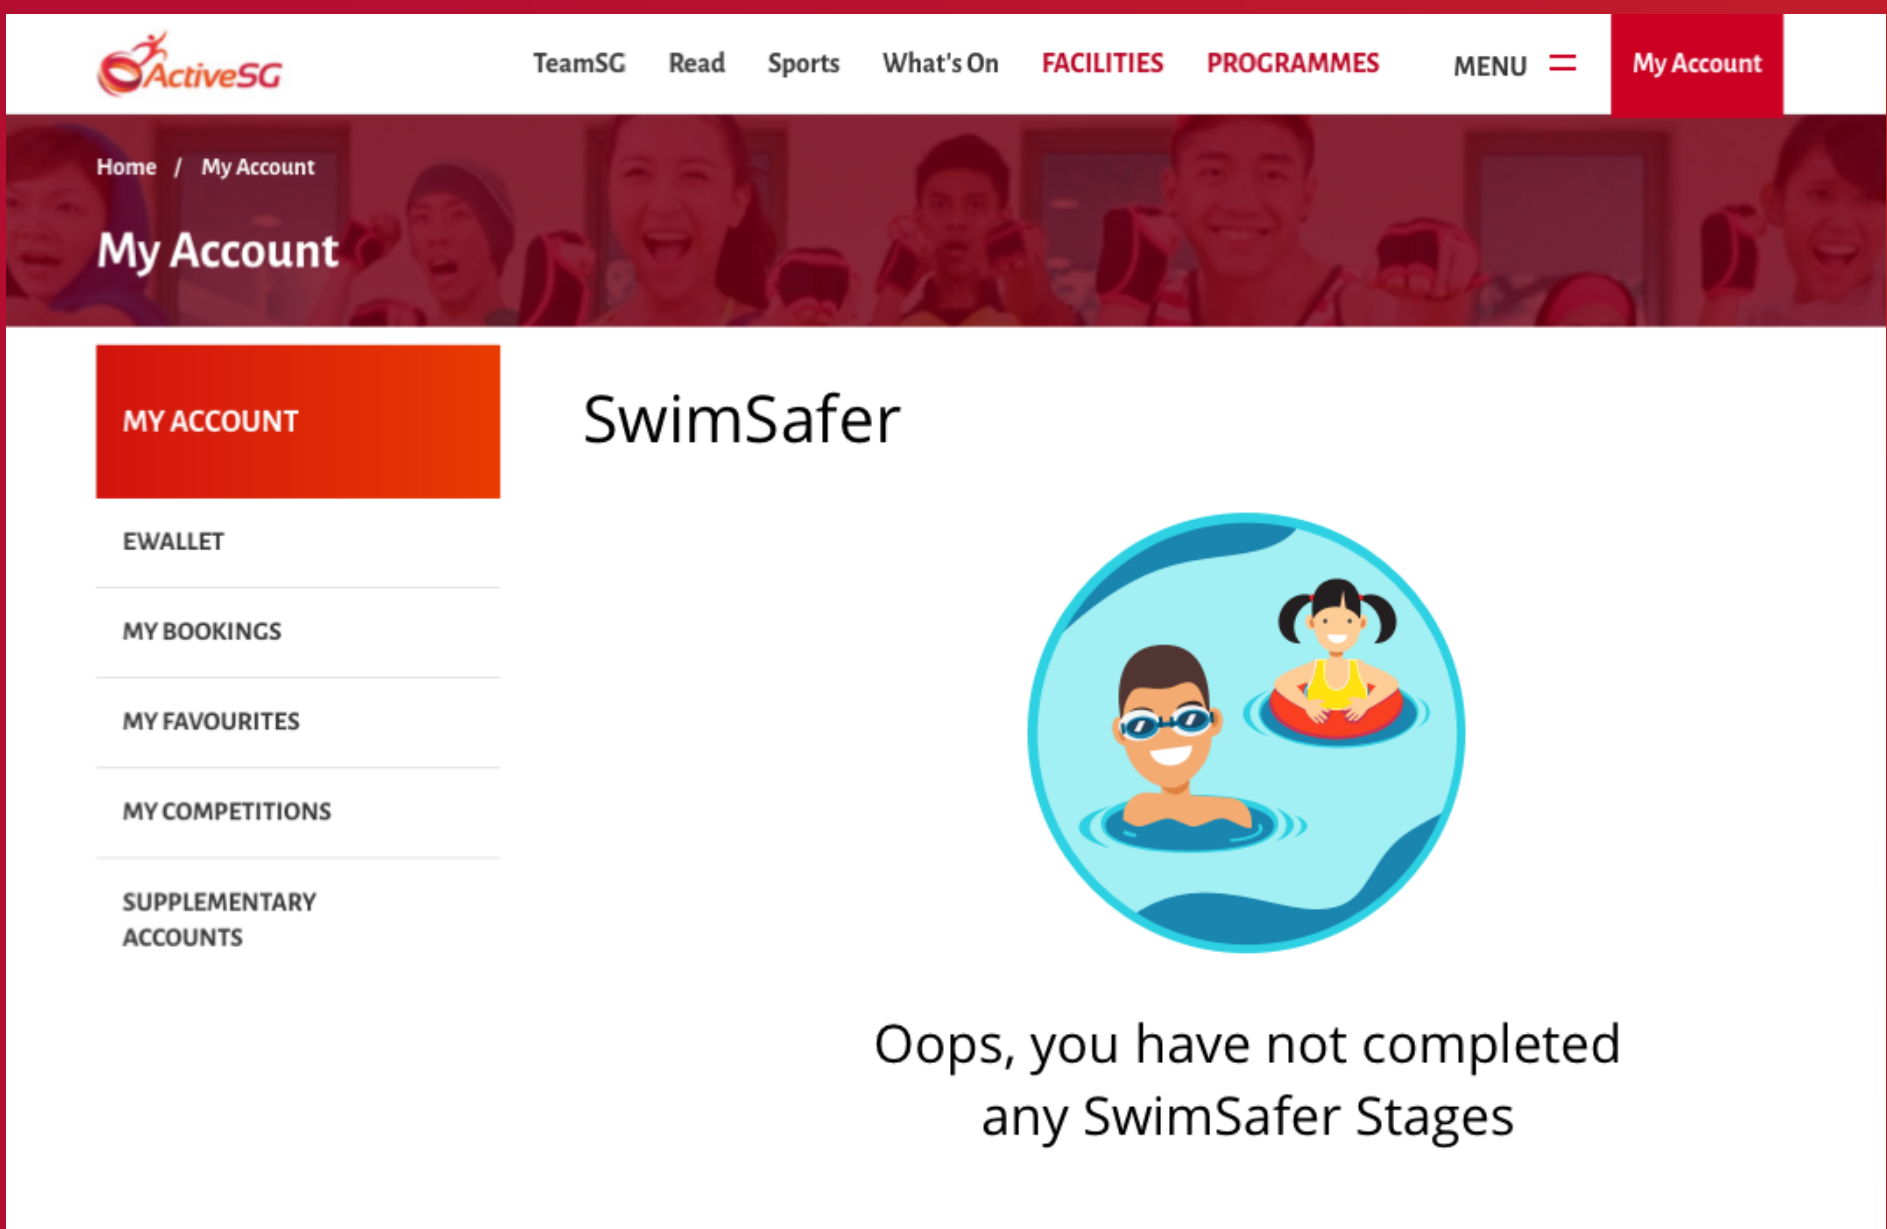 ActiveSG
TeamSG Read Sports What's On FACILITIES PROGRAMMES MENU My Account
Home / My Account
My Account
MY ACCOUNT
EWALLET
MY BOOKINGS
MY FAVOURITES
MY COMPETITIONS
SUPPLEMENTARY
ACCOUNTS
SwimSafer
Oops, you have not completed
any SwimSafer Stages